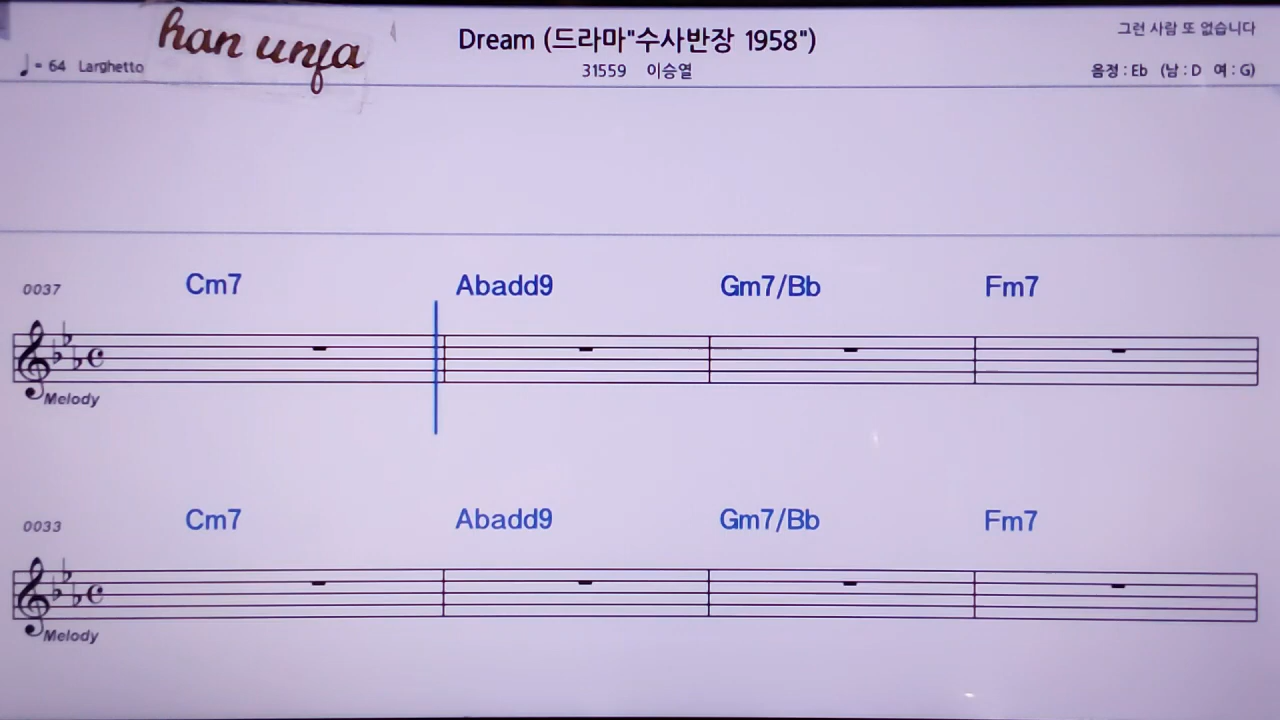 han unfa
Dream (드라마"수사반장 1958")
그런 사람 또 없습니다
♩= 64 Larghetto
31559 이승열
음정 : Eb (남 : D 여 : G)
0037 Cm7 Abadd9 Gm7/Bb Fm7
Melody
0033 Cm7 Abadd9 Gm7/Bb Fm7
Melody